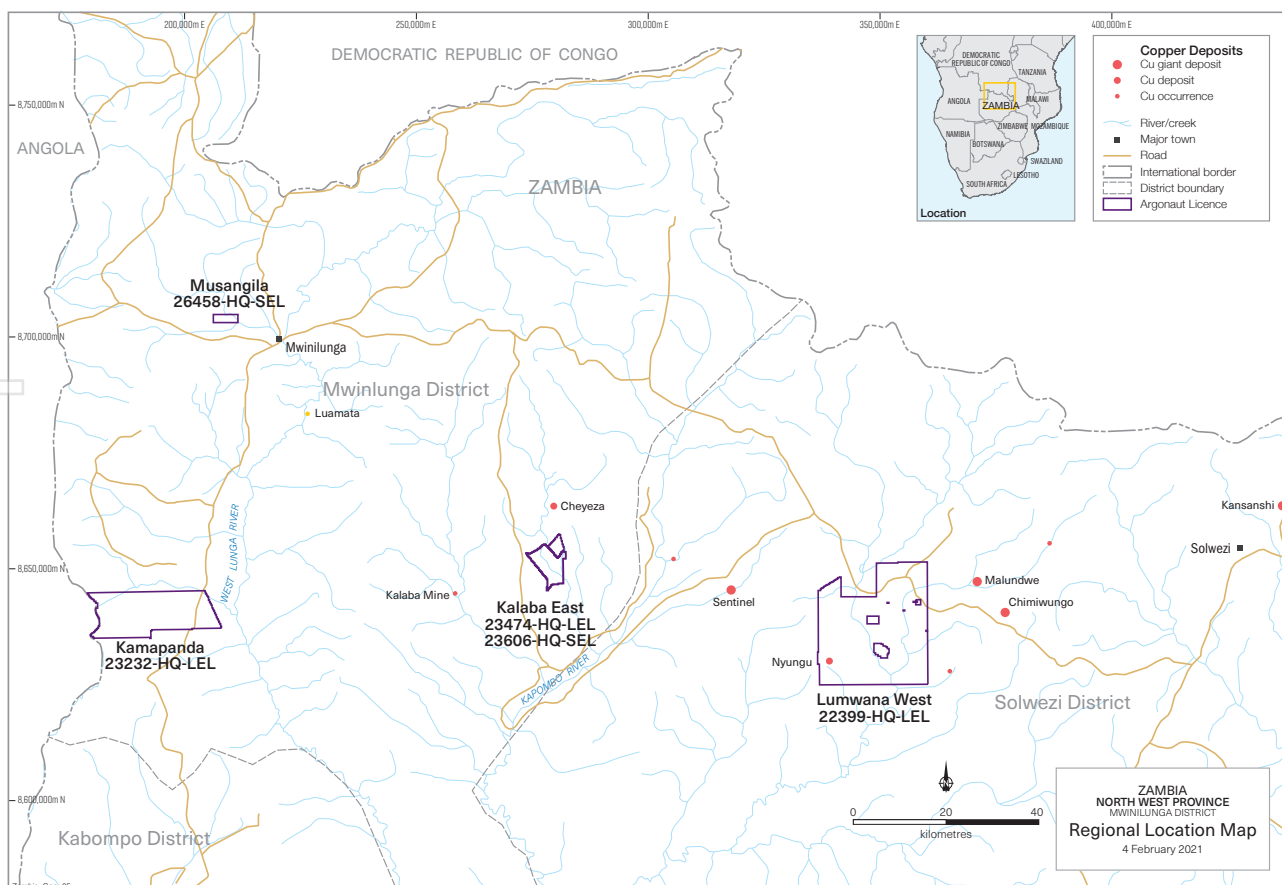 200,000m E
250,000m E
300,000m E
350,000m E
400,000m E
DEMOCRATIC REPUBLIC OF CONGO
8,750,000m N
ANGOLA
ZAMBIA
DEMOCRATIC
REPUBLIC OF CONGO
TANZANIA
ANGOLA
MALAWI
ZAMBIA
ZIMBABWE
MOZAMBIQUE
NAMIBIA
BOTSWANA
SWAZILAND
LESOTHO
SOUTH AFRICA
Location
Copper Deposits
Cu giant deposit
Cu deposit
Cu occurrence
River/creek
Major town
Road
International border
District boundary
Argonaut Licence
Musangila
26458-HQ-SEL
8,700,000m N
Mwinilunga
Mwinlunga District
Luamata
Cheyeza
Kansanshi
WEST LUNGA RIVER
Solwezi
8,650,000m N
Kalaba Mine
Kalaba East
23474-HQ-LEL
23606-HQ-SEL
Sentinel
Malundwe
Chimiwungo
Kamapanda
23232-HQ-LEL
KAPOMBO RIVER
Nyungu
Lumwana West
22399-HQ-LEL
Solwezi District
8,600,000m N
Kabompo District
0
20
40
kilometres
ZAMBIA
NORTH WEST PROVINCE
MWINILUNGA DISTRICT
Regional Location Map
4 February 2021